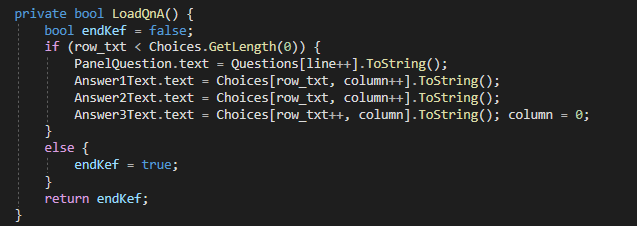 private bool LoadQnA() {
bool endKef = false;
if (row_txt < Choices.GetLength(0)) {
PanelQuestion.text = Questions[line++].ToString();
Answer1Text.text = Choices[row_txt, column++].ToString();
Answer2Text.text = Choices[row_txt, column++].ToString();
Answer3Text.text = Choices[row_txt++, column].ToString(); column = 0;
}
else {
endKef = true;
}
return endKef;
}